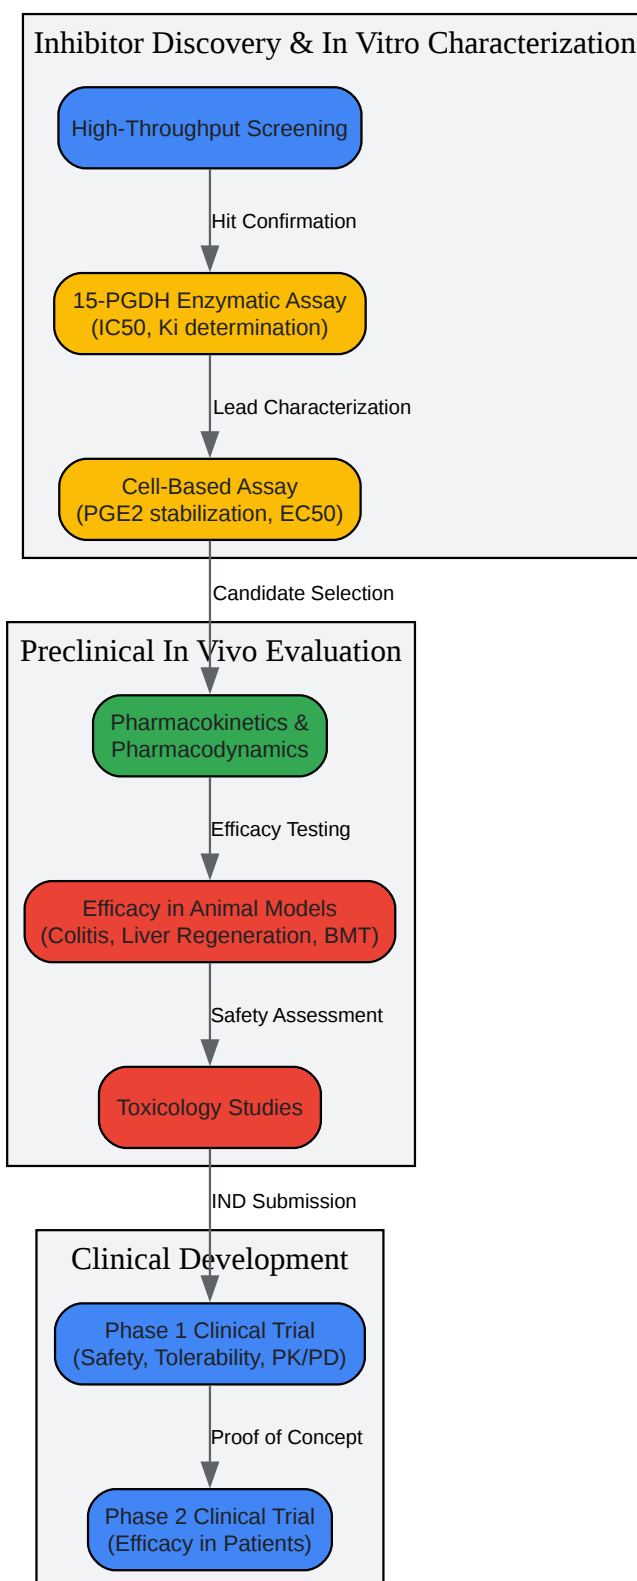 Inhibitor Discovery & In Vitro Characterization
High-Throughput Screening
Hit Confirmation
15-PGDH Enzymatic Assay
(IC50, Ki determination)
Lead Characterization
Cell-Based Assay
(PGE2 stabilization, EC50)
Candidate Selection
Preclinical In Vivo Evaluation
Pharmacokinetics &
Pharmacodynamics
Efficacy Testing
Efficacy in Animal Models
(Colitis, Liver Regeneration, BMT)
Safety Assessment
Toxicology Studies
IND Submission
Clinical Development
Phase 1 Clinical Trial
(Safety, Tolerability, PK/PD)
Proof of Concept
Phase 2 Clinical Trial
(Efficacy in Patients)